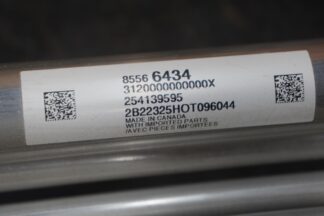 8556 6434
3120000000000X
254139595
2B22325HOT096044
MADE IN CANADA
WITH IMPORTED PARTS
/AVEC PIECES IMPORTEES